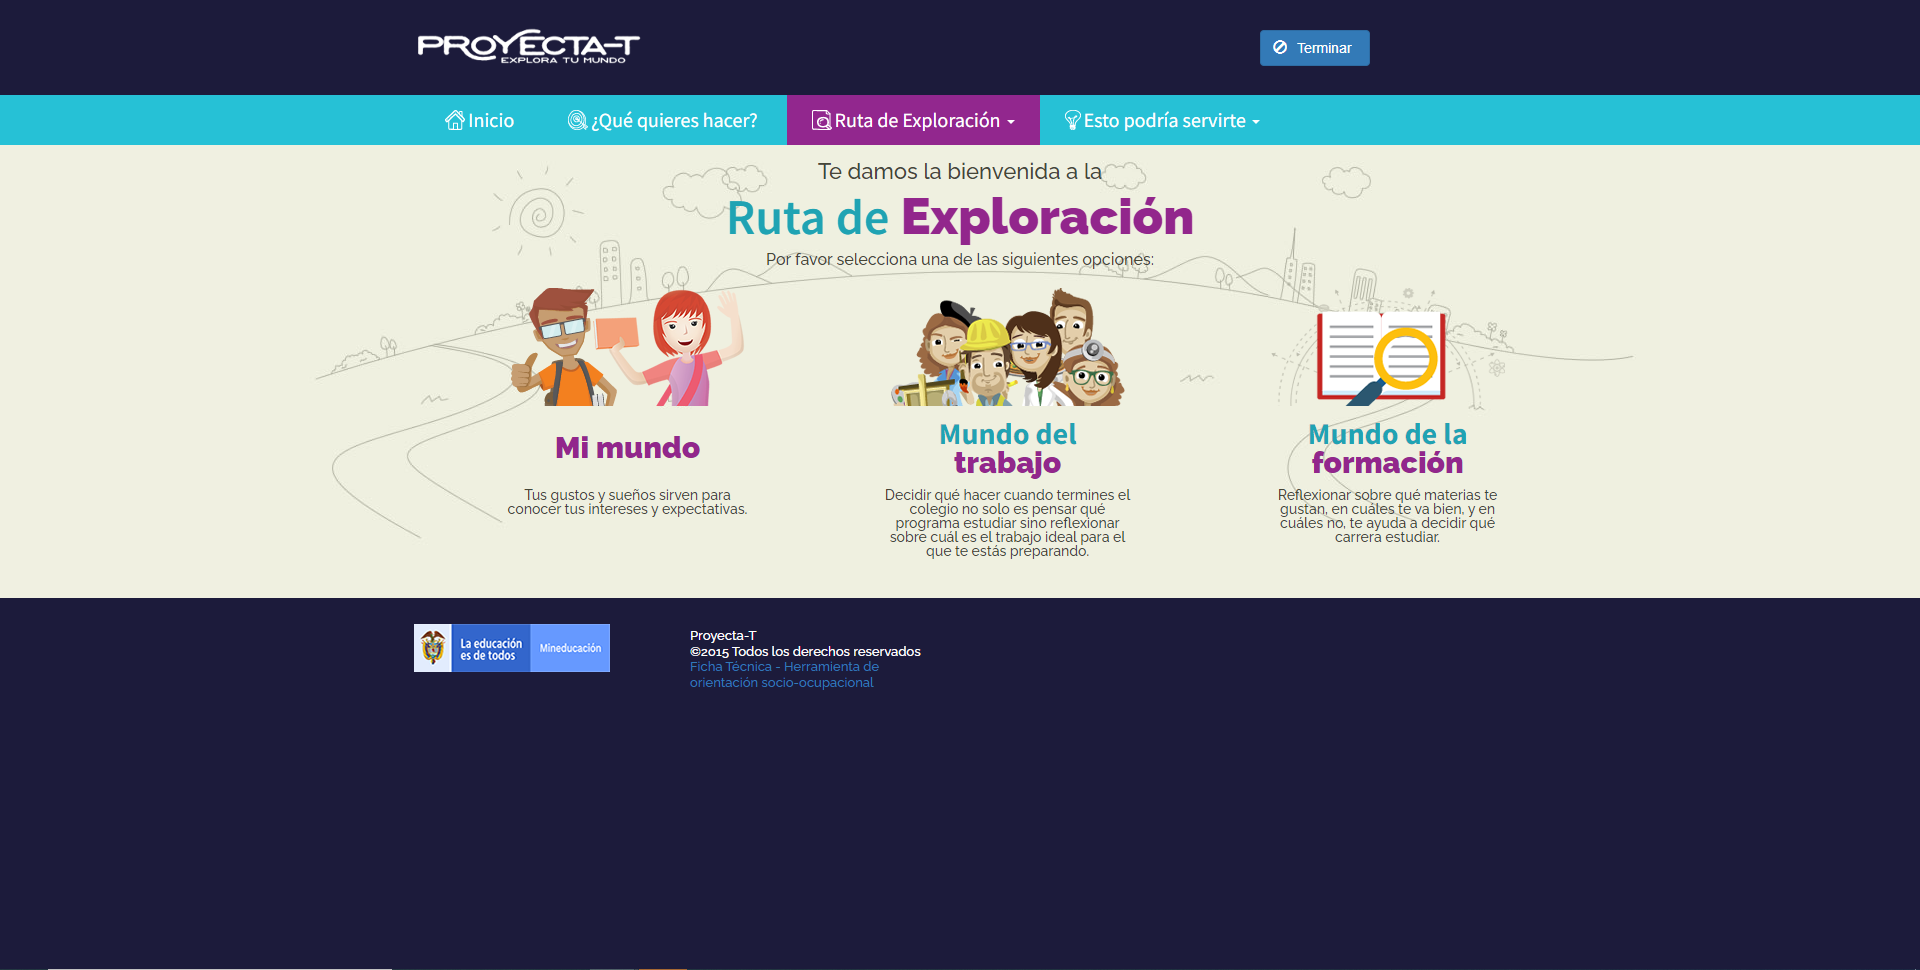 PROYECTA-T
EXPLORA TU MUNDO
Terminar
Inicio
¿Qué quieres hacer?
Ruta de Exploración
Esto podría servirte
Te damos la bienvenida a la
Ruta de Exploración
Por favor selecciona una de las siguientes opciones:
Mi mundo
Tus gustos y sueños sirven para
conocer tus intereses y expectativas.
Mundo del
trabajo
Decidir qué hacer cuando termines el
colegio no solo es pensar qué
programa estudiar sino reflexionar
sobre cuál es el trabajo ideal para el
que te estás preparando.
Mundo de la
formación
Reflexionar sobre qué materias te
gustan, en cuáles te va bien, y en
cuáles no, te ayuda a decidir qué
carrera estudiar.
La educación
es de todos
Mineducación
Proyecta-T
©2015 Todos los derechos reservados
Ficha Técnica - Herramienta de
orientación socio-ocupacional